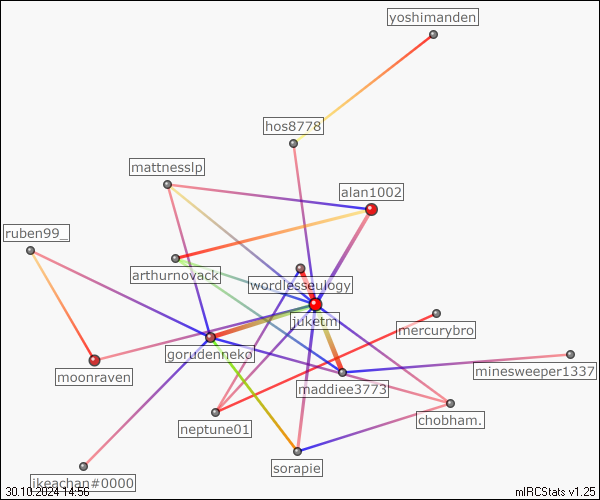 yoshimanden
hos8778
mattnesslp
alan1002
ruben99_
arthurnovack
wordlesseulogy
juketm
mercurybro
gorudenneko
minesweeper1337
moonraven
maddiee3773
chobham.
neptune01
sorapie
ikeachan#0000
30.10.2024 14:56
mIRCStats v1.25